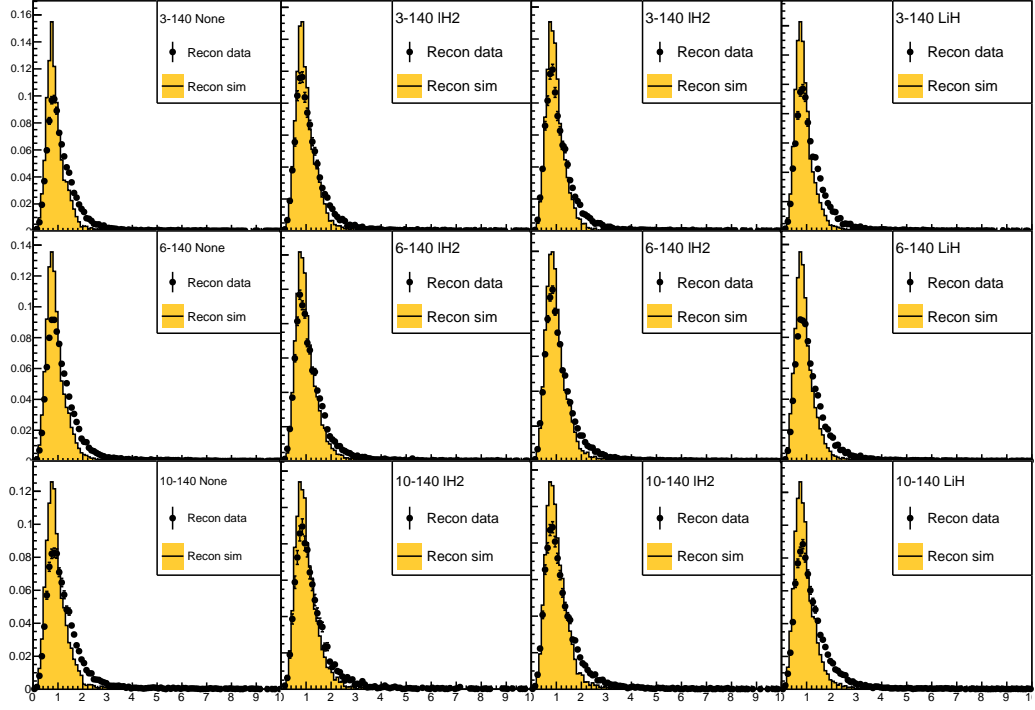 3-140 None
Recon data
Recon sim
3-140 lH2
Recon data
Recon sim
3-140 lH2
Recon data
Recon sim
3-140 LiH
Recon data
Recon sim
0.16
0.14
0.12
0.1
0.08
0.06
0.04
0.02
6-140 None
Recon data
Recon sim
6-140 lH2
Recon data
Recon sim
6-140 lH2
Recon data
Recon sim
6-140 LiH
Recon data
Recon sim
0.14
0.12
0.1
0.08
0.06
0.04
0.02
0
10-140 None
Recon data
Recon sim
10-140 lH2
Recon data
Recon sim
10-140 lH2
Recon data
Recon sim
10-140 LiH
Recon data
Recon sim
0.12
0.1
0.08
0.06
0.04
0.02
0
0 1 2 3 4 5 6 7 8 9
1 2 3 4 5 6 7 8 9
1 2 3 4 5 6 7 8 9
1 2 3 4 5 6 7 8 9 1